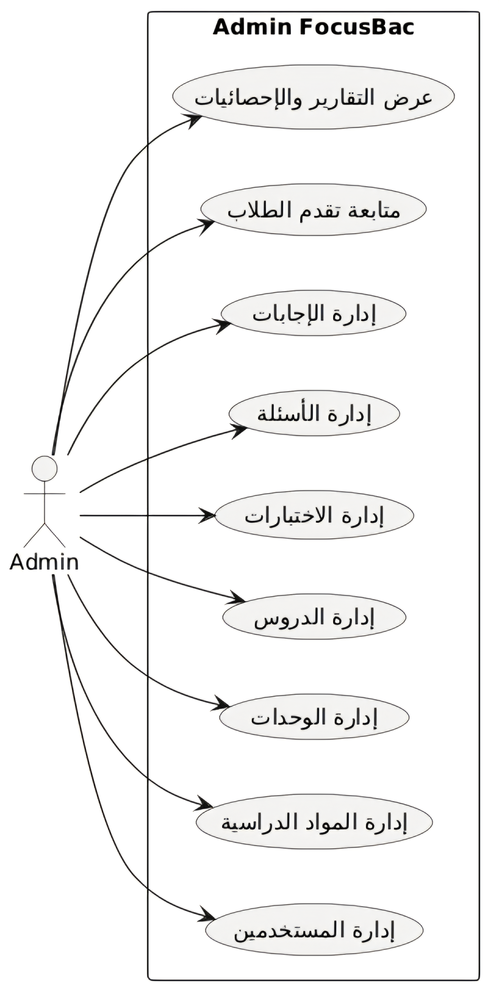 Admin FocusBac
عرض التقارير والإحصائيات
متابعة تقدم الطلاب
إدارة الإجابات
إدارة الأسئلة
إدارة الاختبارات
Admin
إدارة الدروس
إدارة الوحدات
إدارة المواد الدراسية
إدارة المستخدمين